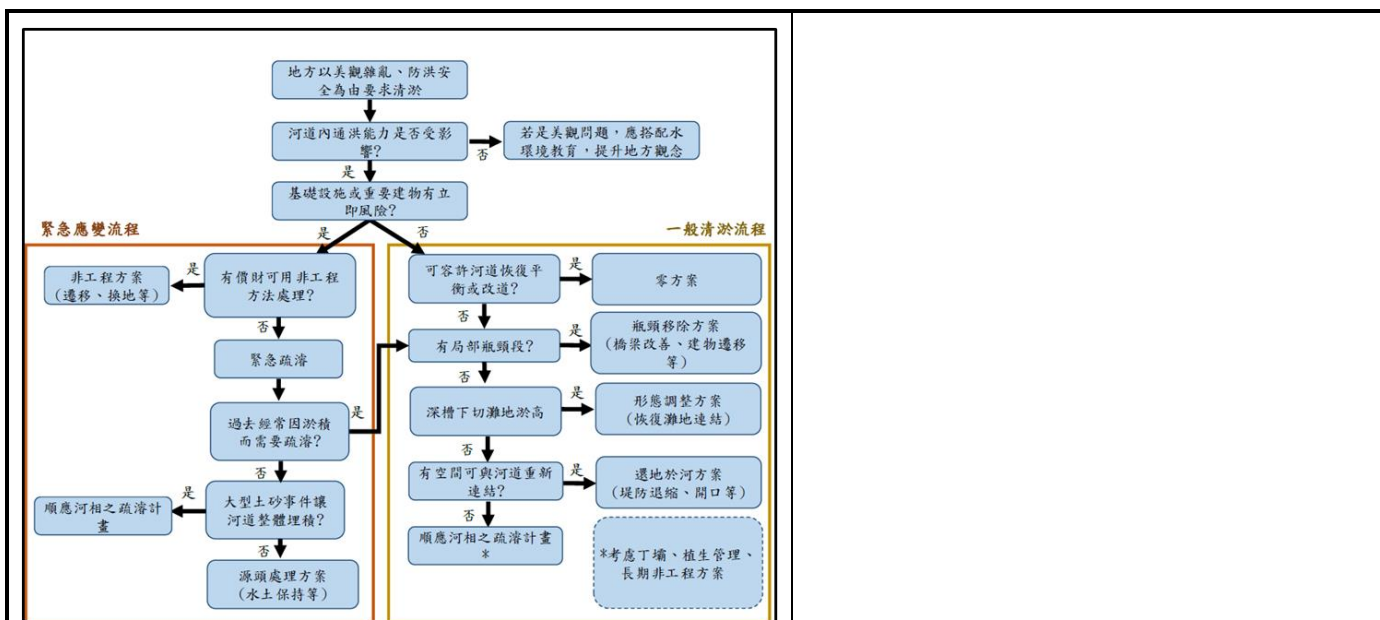 地方以美觀雜亂、防洪安
全為由要求清淤
河道內通洪能力是否受影
響?
否
若是美觀問題，應搭配水
環境教育，提升地方觀念
是
基礎設施或重要建物有立
即風險?
緊急應變流程
是
否
一般清淤流程
非工程方案
(遷移、換地等)
是
有價財可用非工程
方法處理?
否
緊急疏濬
過去經常因淤積
而需要疏濬?
是
否
順應河相之疏濬計
畫
是
大型土砂事件讓
河道整體埋積?
否
源頭處理方案
(水土保持等)
可容許河道恢復平
衡或改道?
是
零方案
否
有局部瓶頸段?
是
瓶頭移除方案
(橋梁改善、建物遷移
等)
否
深槽下切灘地淤高
是
形態調整方案
(恢復灘地連結)
否
有空間可與河道重新
連結?
是
還地於河方案
(堤防退縮、開口等)
否
順應河相之疏濬計畫
*
*考慮丁壩、植生管理、
長期非工程方案